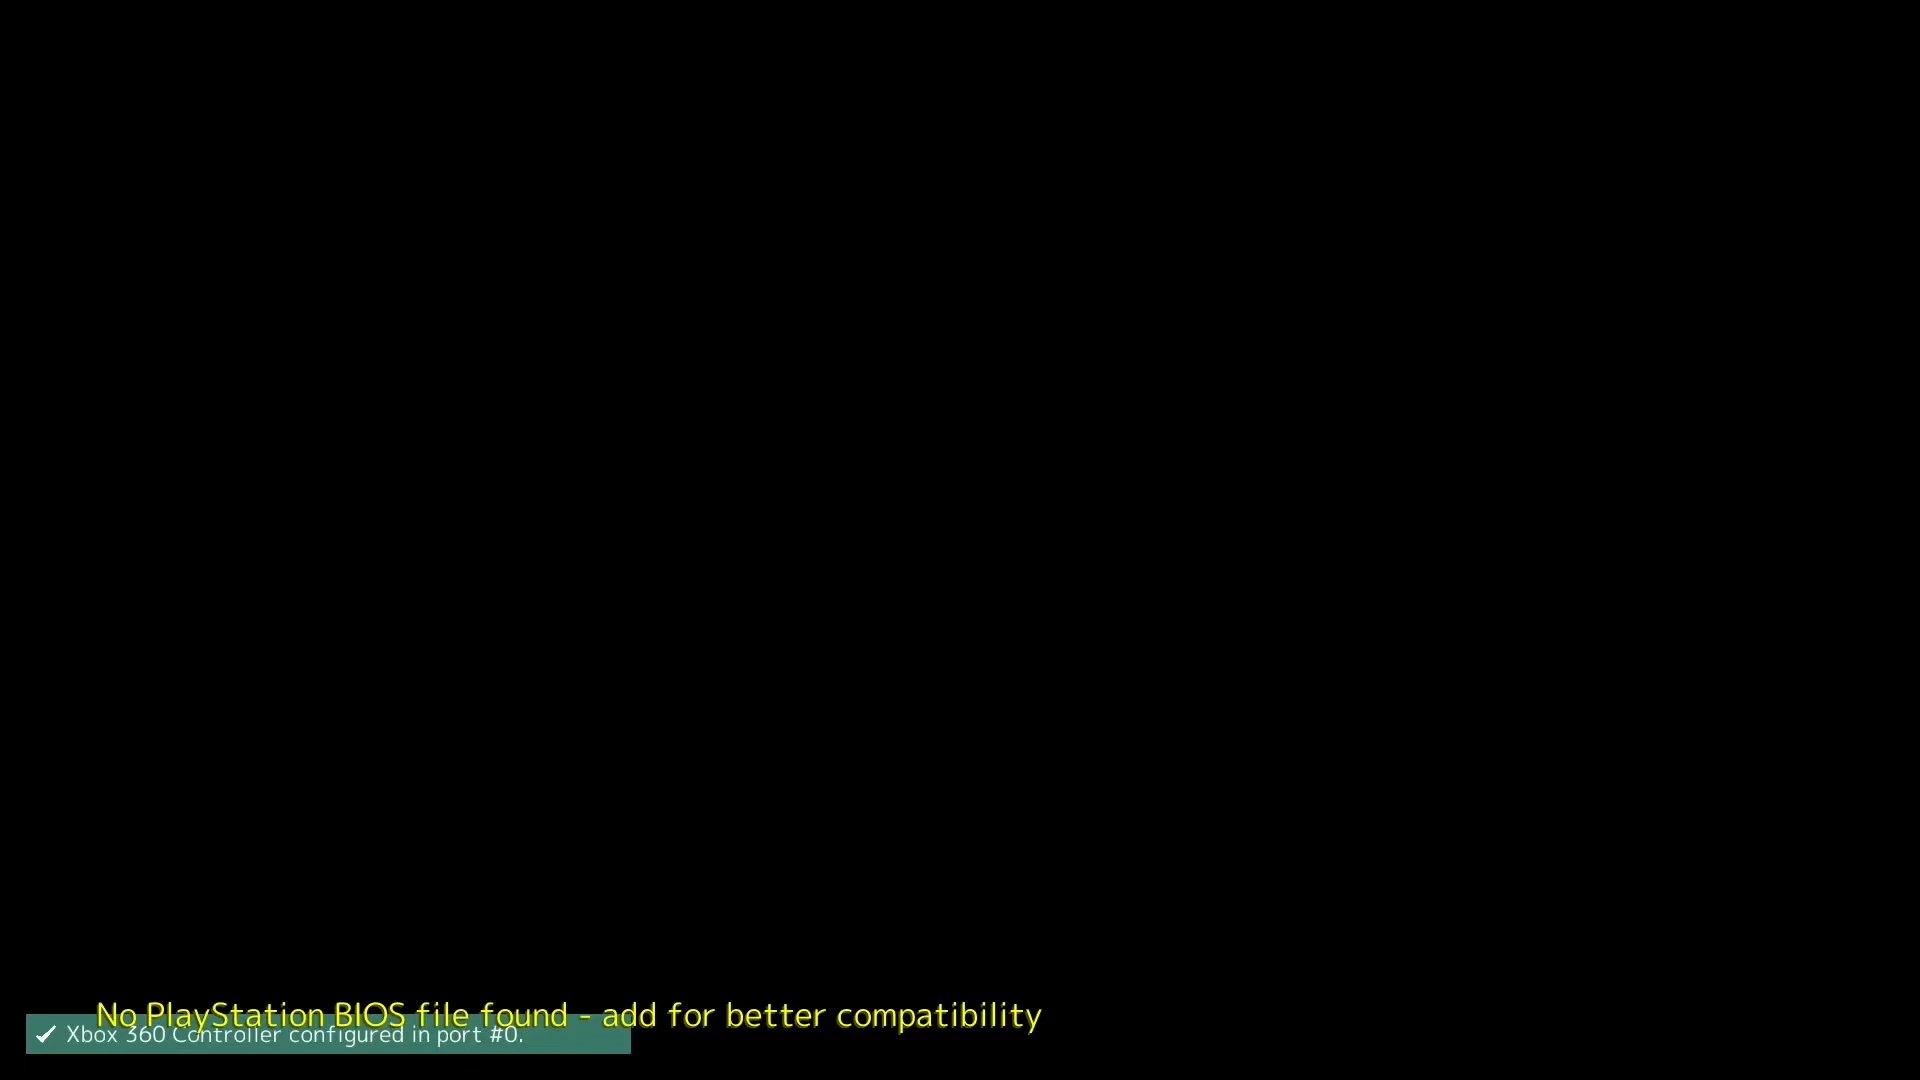 No PlayStation BIOS file found - add for better compatibility
Xbox 360 Controller configured in port #0.